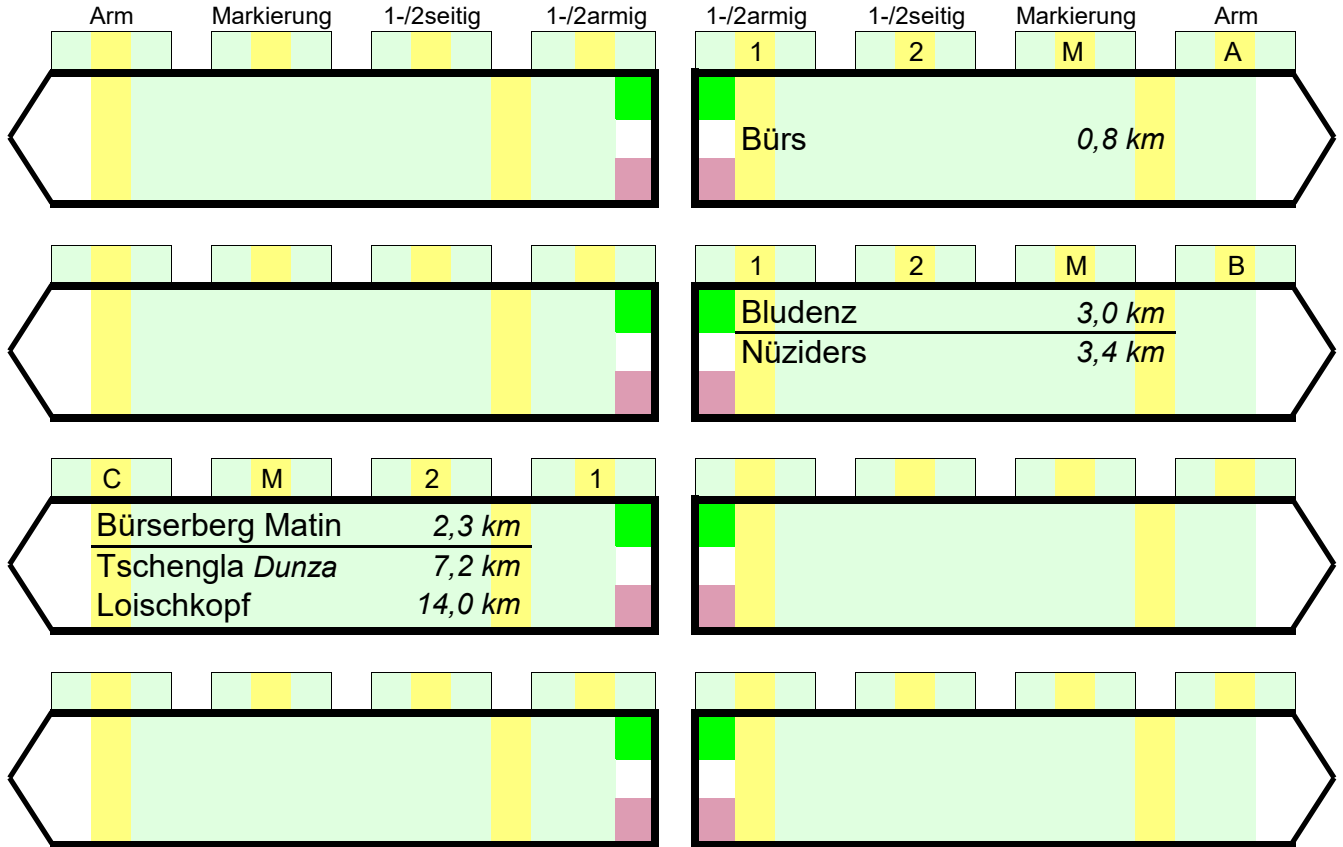 Arm Markierung 1-/2seitig 1-/2armig 1-/2armig 1-/2seitig Markierung Arm
1 2 M A
Bürs 0,8 km
1 2 M B
Bludenz 3,0 km
Nüziders 3,4 km
C M 2 1
Bürserberg Matin 2,3 km
Tschengla Dunza 7,2 km
Loischkopf 14,0 km